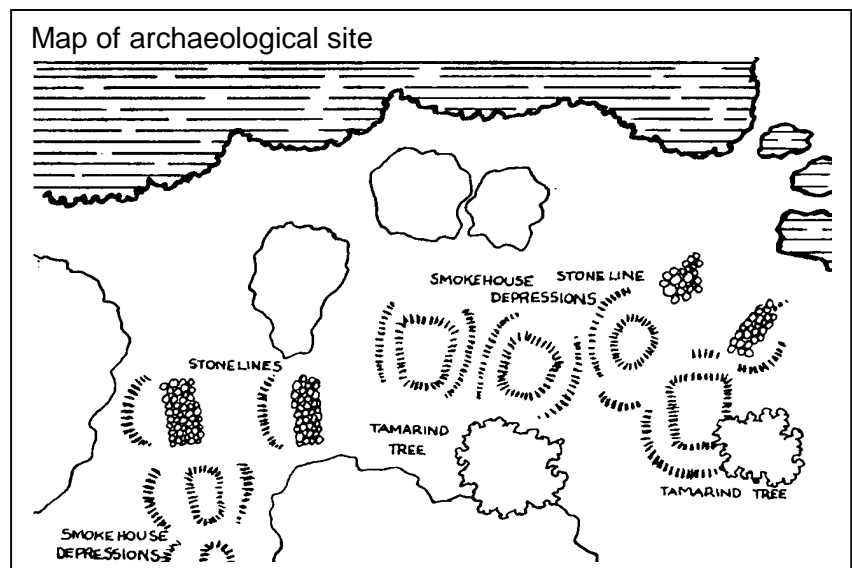 Map of archaeological site
SMOKEHOUSE
DEPRESSIONS
STONE LINE
STONELINES
TAMARIND
TREE
TAMARIND TREE
SMOKEHOUSE
DEPRESSIONS